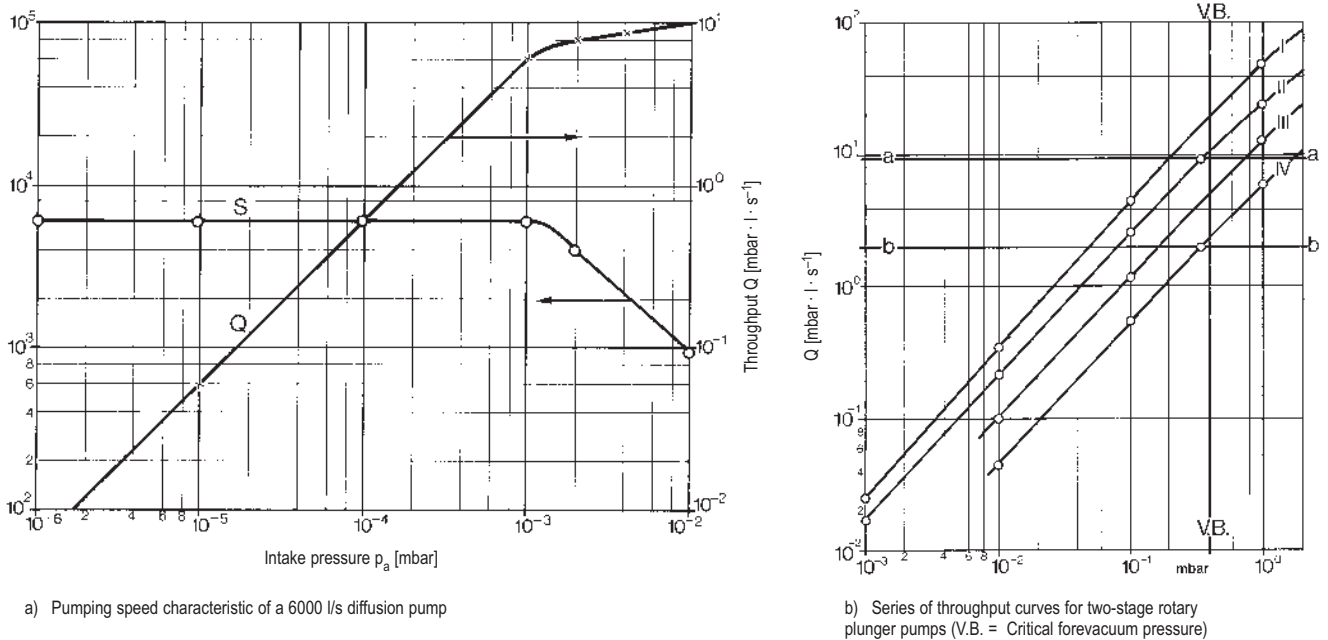 10⁵
10⁴
10³
8
6
4
2
10²
S
Q
10⁻⁶ 2 4 6 8 10⁻⁵ 10⁻⁴ 10⁻³ 10⁻²
Intake pressure pₐ [mbar]
10¹
10⁰
10⁻¹
10⁻²
Throughput Q [mbar · l · s⁻¹]
a) Pumping speed characteristic of a 6000 l/s diffusion pump
V.B.
10²
10¹
10⁰
10⁻¹
8
6
4
2
10⁻²
Q [mbar · l · s⁻¹]
I
II
III
IV
a a
b b
V.B.
10⁻³ 2 4 6 8 10⁻² 10⁻¹ mbar 10⁰
b) Series of throughput curves for two-stage rotary
plunger pumps (V.B. = Critical forevacuum pressure)